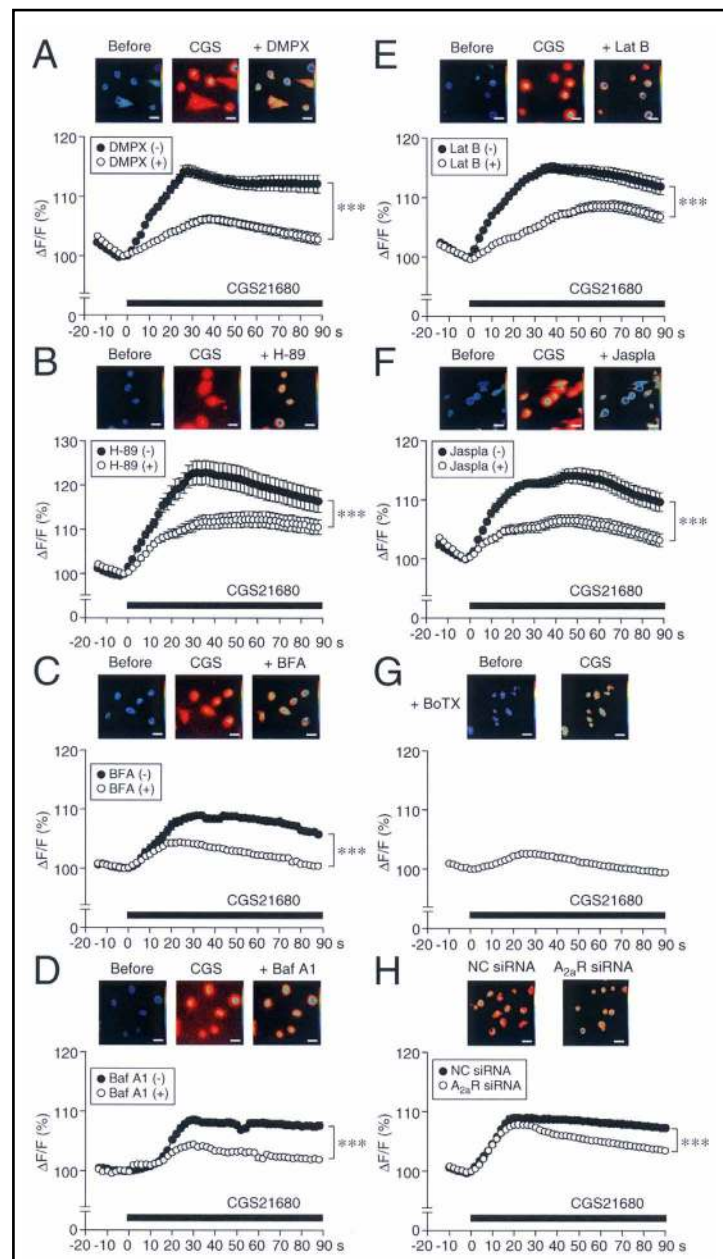 A
Before CGS + DMPX
120
DMPX (-)
DMPX (+)
110
100
0
ΔF/F (%)
***
CGS21680
-20 -10 0 10 20 30 40 50 60 70 80 90 s
B
Before CGS + H-89
130
H-89 (-)
H-89 (+)
120
110
100
0
ΔF/F (%)
***
CGS21680
-20 -10 0 10 20 30 40 50 60 70 80 90 s
C
Before CGS + BFA
120
BFA (-)
BFA (+)
110
100
0
ΔF/F (%)
***
CGS21680
-20 -10 0 10 20 30 40 50 60 70 80 90 s
D
Before CGS + Baf A1
120
Baf A1 (-)
Baf A1 (+)
110
100
0
ΔF/F (%)
***
CGS21680
-20 -10 0 10 20 30 40 50 60 70 80 90 s
E
Before CGS + Lat B
120
Lat B (-)
Lat B (+)
110
100
0
ΔF/F (%)
***
CGS21680
-20 -10 0 10 20 30 40 50 60 70 80 90 s
F
Before CGS + Jaspla
120
Jaspla (-)
Jaspla (+)
110
100
0
ΔF/F (%)
***
CGS21680
-20 -10 0 10 20 30 40 50 60 70 80 90 s
G
Before CGS
+ BoTX
120
110
100
0
ΔF/F (%)
CGS21680
-20 -10 0 10 20 30 40 50 60 70 80 90 s
H
NC siRNA A2aR siRNA
120
NC siRNA
A2aR siRNA
110
100
0
ΔF/F (%)
***
CGS21680
-20 -10 0 10 20 30 40 50 60 70 80 90 s